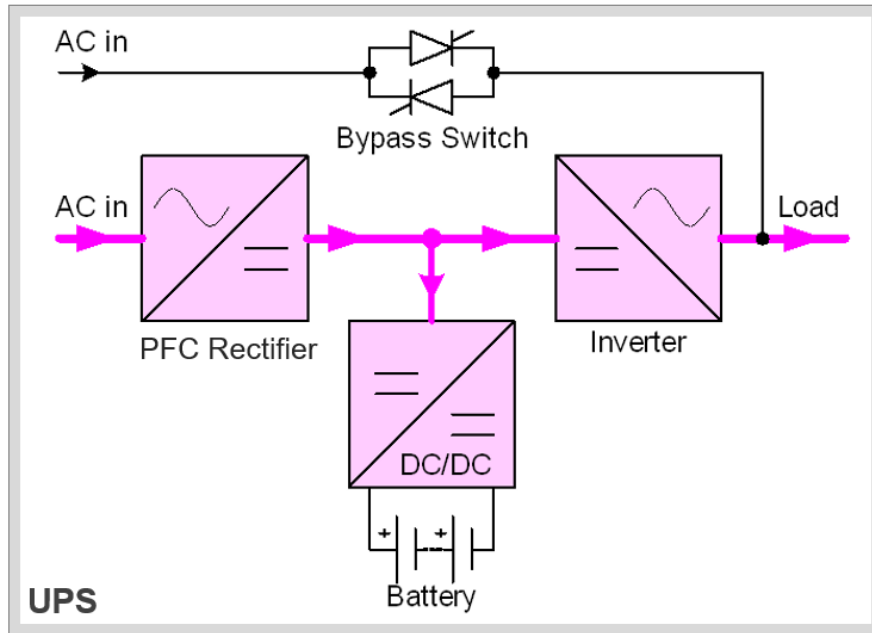 AC in
Bypass Switch
AC in
Load
PFC Rectifier
Inverter
DC/DC
+ +
Battery
UPS